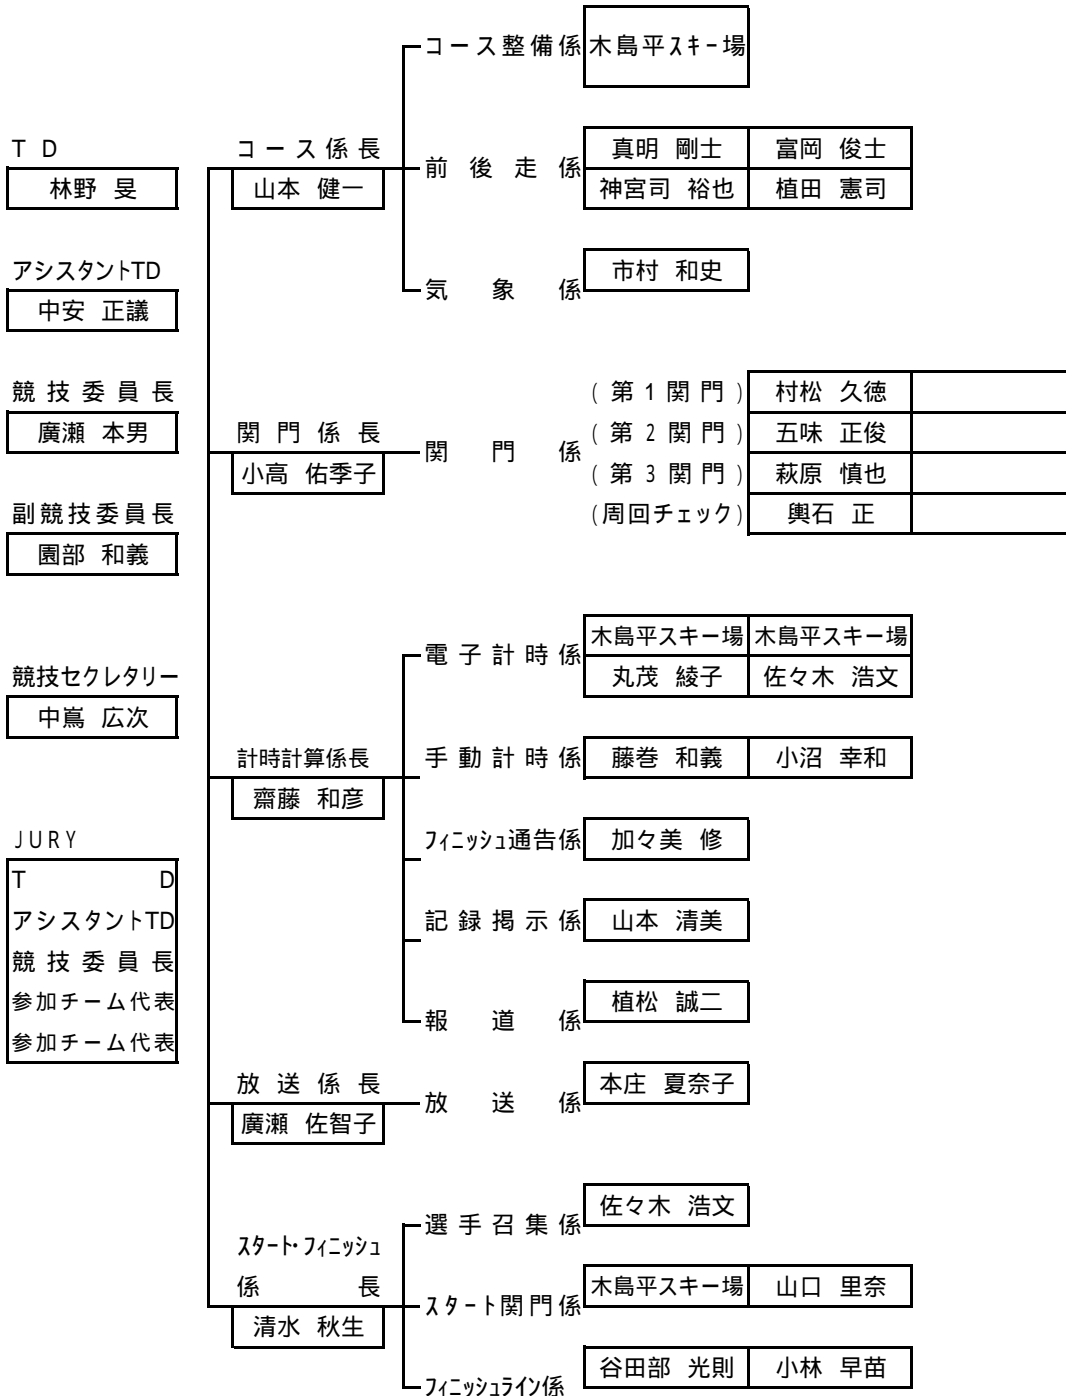 コース整備係 木島平スキー場
TD
林野 旻
アシスタントTD
中安 正議
競技委員長
廣瀬 本男
副競技委員長
園部 和義
競技セクレタリー
中嶌 広次
JURY
TD
アシスタントTD
競技委員長
参加チーム代表
参加チーム代表
コース係長
山本 健一
前後走係 真明 剛士 富岡 俊士
神宮司 裕也 植田 憲司
気象係 市村 和史
関門係長
小高 佑季子
関門係
(第1関門) 村松 久徳
(第2関門) 五味 正俊
(第3関門) 萩原 慎也
(周回チェック) 輿石 正
計時計算係長
齋藤 和彦
電子計時係 木島平スキー場 木島平スキー場
丸茂 綾子 佐々木 浩文
手動計時係 藤巻 和義 小沼 幸和
フィニッシュ通告係 加々美 修
記録掲示係 山本 清美
報道係 植松 誠二
放送係長
廣瀬 佐智子
放送係 本庄 夏奈子
スタート・フィニッシュ
係長
清水 秋生
選手召集係 佐々木 浩文
スタート関門係 木島平スキー場 山口 里奈
フィニッシュライン係 谷田部 光則 小林 早苗